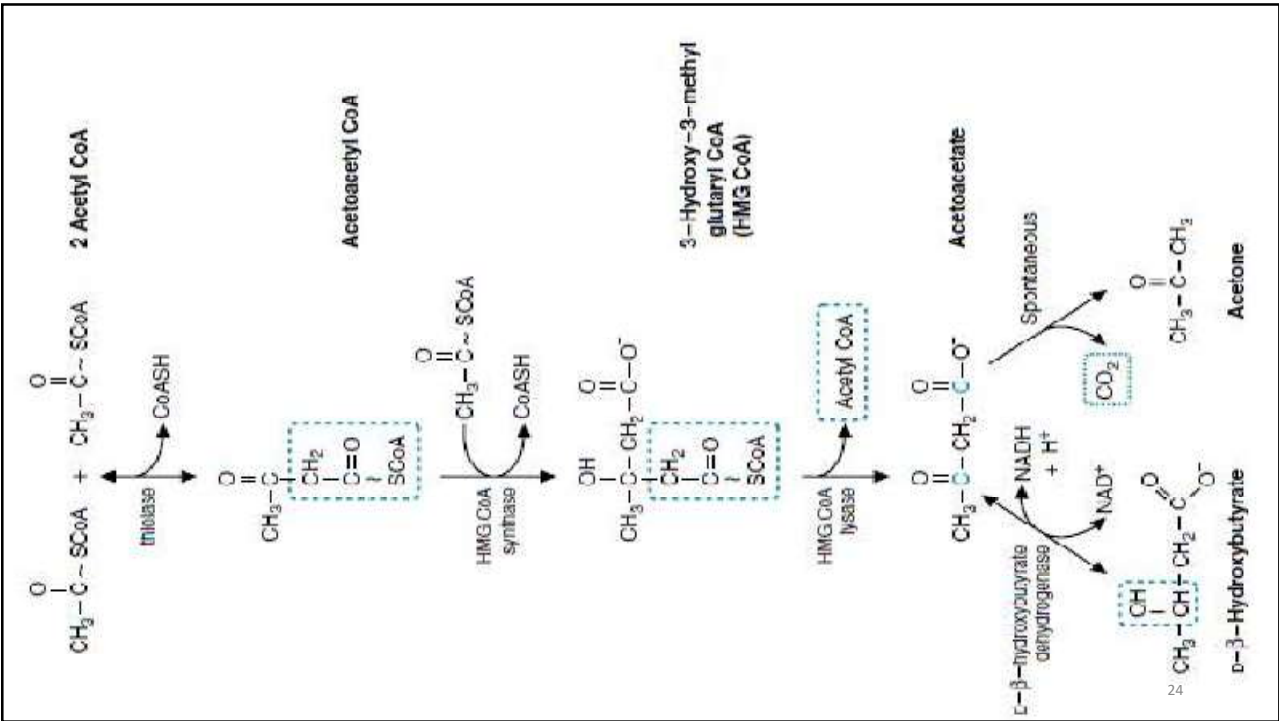 O
O
CH3 – C ~ SCoA + CH3 – C ~ SCoA
2 Acetyl CoA
thiolase
CoASH
O
CH3 – C
CH2
C=O
~
SCoA
Acetoacetyl CoA
O
CH3 – C ~ SCoA
HMG CoA
synthase
CoASH
OH
O
CH3 – C – CH2 – C – O-
CH2
C=O
~
SCoA
3–Hydroxy–3–methyl
glutaryl CoA
(HMG CoA)
HMG CoA
lysase
Acetyl CoA
O
O
CH3 – C – CH2 – C – O-
Acetoacetate
D–β–hydroxybutyrate
dehydrogenase
NADH
+ H+
NAD+
Spontaneous
CO2
OH
O
CH3 – CH – CH2 – C
O-
D–β–Hydroxybutyrate
O
CH3 – C – CH3
Acetone
24